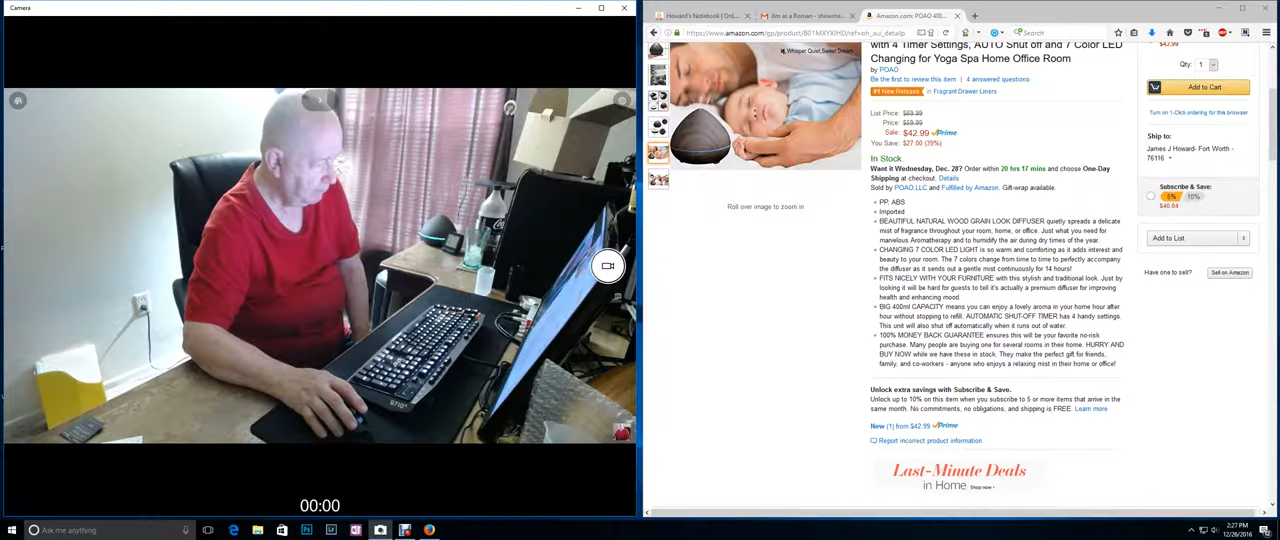 Camera
Howard's Notebook | OnL...
Jim as a Roman - showme...
Amazon.com: POAO 400...
https://www.amazon.com/gp/product/B01MXYXIHD/ref=oh_aui_detailp
Search
Whisper Quiet,Sweet Dream
with 4 Timer Settings, AUTO Shut off and 7 Color LED
Changing for Yoga Spa Home Office Room
by POAO
Be the first to review this item | 4 answered questions
#1 New Release in Fragrant Drawer Liners
List Price: $69.99
Price: $59.99
Sale: $42.99 Prime
You Save: $27.00 (39%)
In Stock.
Want it Wednesday, Dec. 28? Order within 20 hrs 17 mins and choose One-Day
Shipping at checkout. Details
Sold by POAO.LLC and Fulfilled by Amazon. Gift-wrap available.
PP, ABS
Imported
BEAUTIFUL NATURAL WOOD GRAIN LOOK DIFFUSER quietly spreads a delicate
mist of fragrance throughout your room, home, or office. Just what you need for
marvelous Aromatherapy and to humidify the air during dry times of the year.
CHANGING 7 COLOR LED LIGHT is so warm and comforting as it adds interest and
beauty to your room. The 7 colors change from time to time to perfectly accompany
the diffuser as it sends out a gentle mist continuously for 14 hours!
FITS NICELY WITH YOUR FURNITURE with this stylish and traditional look. Just by
looking it will be hard for guests to tell it's actually a premium diffuser for improving
health and enhancing mood.
BIG 400ml CAPACITY means you can enjoy a lovely aroma in your home hour after
hour without stopping to refill. AUTOMATIC SHUT-OFF TIMER has 4 handy settings.
This unit will also shut off automatically when it runs out of water.
100% MONEY BACK GUARANTEE ensures this will be your favorite no-risk
purchase. Many people are buying one for several rooms in their home. HURRY AND
BUY NOW while we have these in stock. They make the perfect gift for friends,
family, and co-workers - anyone who enjoys a relaxing mist in their home or office!
Roll over image to zoom in
Unlock extra savings with Subscribe & Save.
Unlock up to 10% on this item when you subscribe to 5 or more items that arrive in the
same month. No commitments, no obligations, and shipping is FREE. Learn more
New (1) from $42.99 Prime
Report incorrect product information.
Last-Minute Deals
in Home Shop now ›
$42.99
Qty: 1
Add to Cart
Turn on 1-Click ordering for this browser
Ship to:
James J Howard- Fort Worth -
76116
Subscribe & Save:
5% 10%
$40.84
Add to List
Have one to sell? Sell on Amazon
G710+
00:00
Ask me anything
Ps
Lr
2:27 PM
12/26/2016